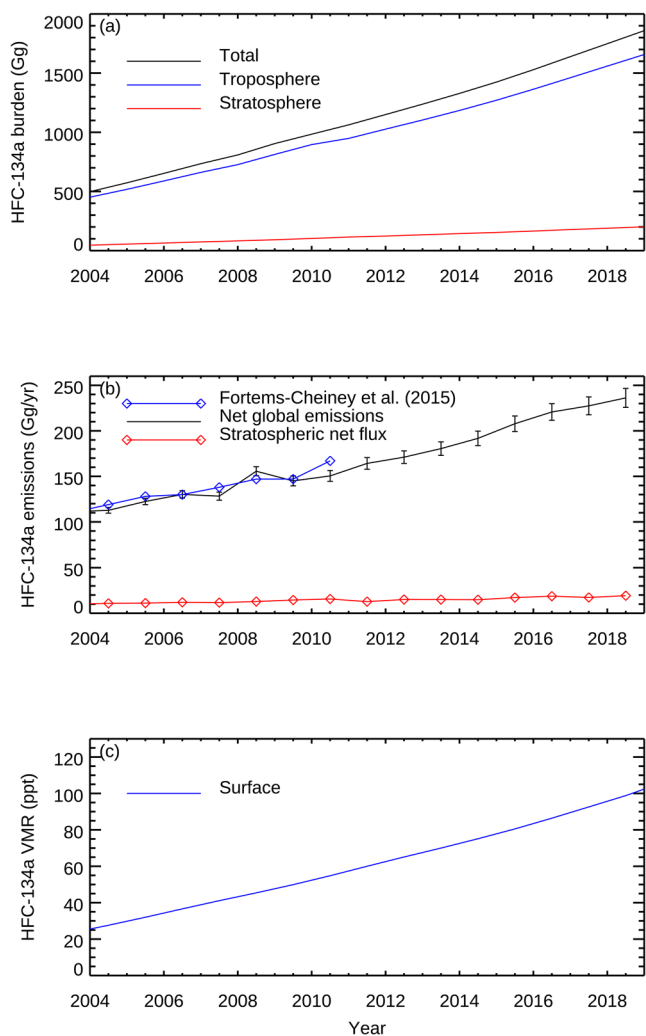 (a)
HFC-134a burden (Gg)
2000
1500
1000
500
0
Total
Troposphere
Stratosphere
2004 2006 2008 2010 2012 2014 2016 2018
(b)
HFC-134a emissions (Gg/yr)
250
200
150
100
50
0
Fortems-Cheiney et al. (2015)
Net global emissions
Stratospheric net flux
2004 2006 2008 2010 2012 2014 2016 2018
(c)
HFC-134a VMR (ppt)
120
100
80
60
40
20
0
Surface
2004 2006 2008 2010 2012 2014 2016 2018
Year